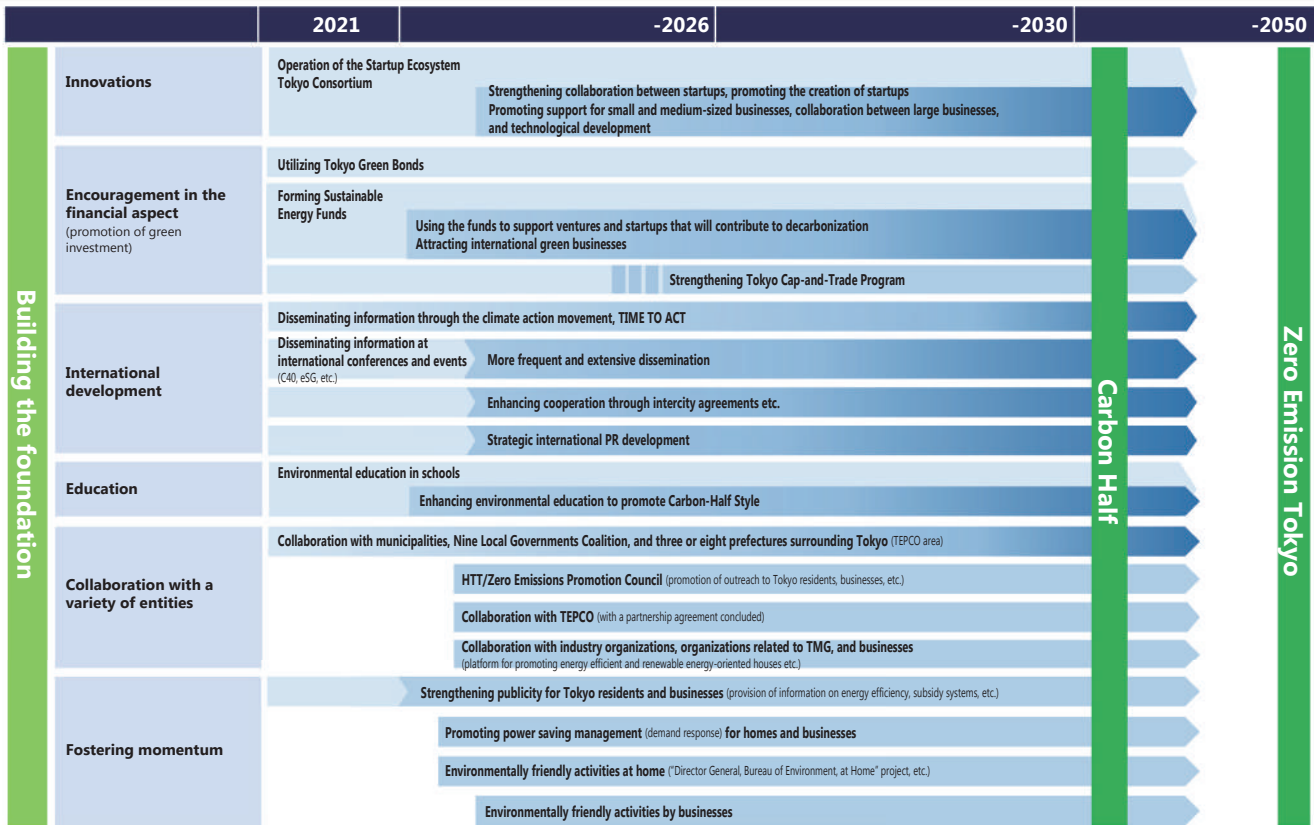 2021
-2026
-2030
-2050
Building the foundation
Innovations
Operation of the Startup Ecosystem
Tokyo Consortium
Strengthening collaboration between startups, promoting the creation of startups
Promoting support for small and medium-sized businesses, collaboration between large businesses,
and technological development
Encouragement in the
financial aspect
(promotion of green
investment)
Utilizing Tokyo Green Bonds
Forming Sustainable
Energy Funds
Using the funds to support ventures and startups that will contribute to decarbonization
Attracting international green businesses
Strengthening Tokyo Cap-and-Trade Program
International
development
Disseminating information through the climate action movement, TIME TO ACT
Disseminating information at
international conferences and events
(C40, eSG, etc.)
More frequent and extensive dissemination
Enhancing cooperation through intercity agreements etc.
Strategic international PR development
Education
Environmental education in schools
Enhancing environmental education to promote Carbon-Half Style
Collaboration with a
variety of entities
Collaboration with municipalities, Nine Local Governments Coalition, and three or eight prefectures surrounding Tokyo (TEPCO area)
HTT/Zero Emissions Promotion Council (promotion of outreach to Tokyo residents, businesses, etc.)
Collaboration with TEPCO (with a partnership agreement concluded)
Collaboration with industry organizations, organizations related to TMG, and businesses
(platform for promoting energy efficient and renewable energy-oriented houses etc.)
Fostering momentum
Strengthening publicity for Tokyo residents and businesses (provision of information on energy efficiency, subsidy systems, etc.)
Promoting power saving management (demand response) for homes and businesses
Environmentally friendly activities at home ("Director General, Bureau of Environment, at Home" project, etc.)
Environmentally friendly activities by businesses
Carbon Half
Zero Emission Tokyo